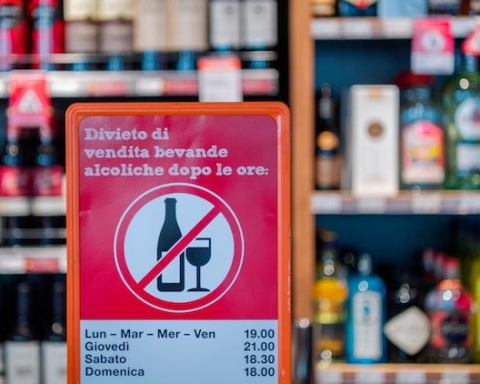 Divieto di
vendita bevande
alcoliche dopo le ore:
Lun – Mar – Mer – Ven 19.00
Giovedì 21.00
Sabato 18.30
Domenica 18.00